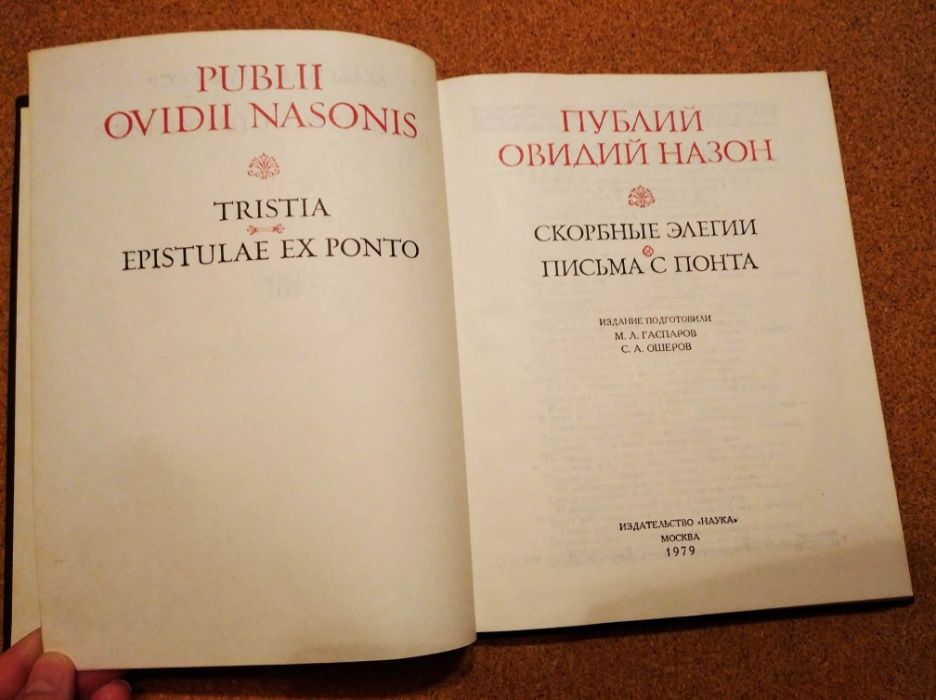 PUBLII
OVIDII NASONIS
TRISTIA
EPISTULAE EX PONTO
ПУБЛИЙ
ОВИДИЙ НАЗОН
СКОРБНЫЕ ЭЛЕГИИ
ПИСЬМА С ПОНТА
ИЗДАНИЕ ПОДГОТОВИЛИ
М. Л. ГАСПАРОВ
С. А. ОШЕРОВ
ИЗДАТЕЛЬСТВО «НАУКА»
МОСКВА
1979